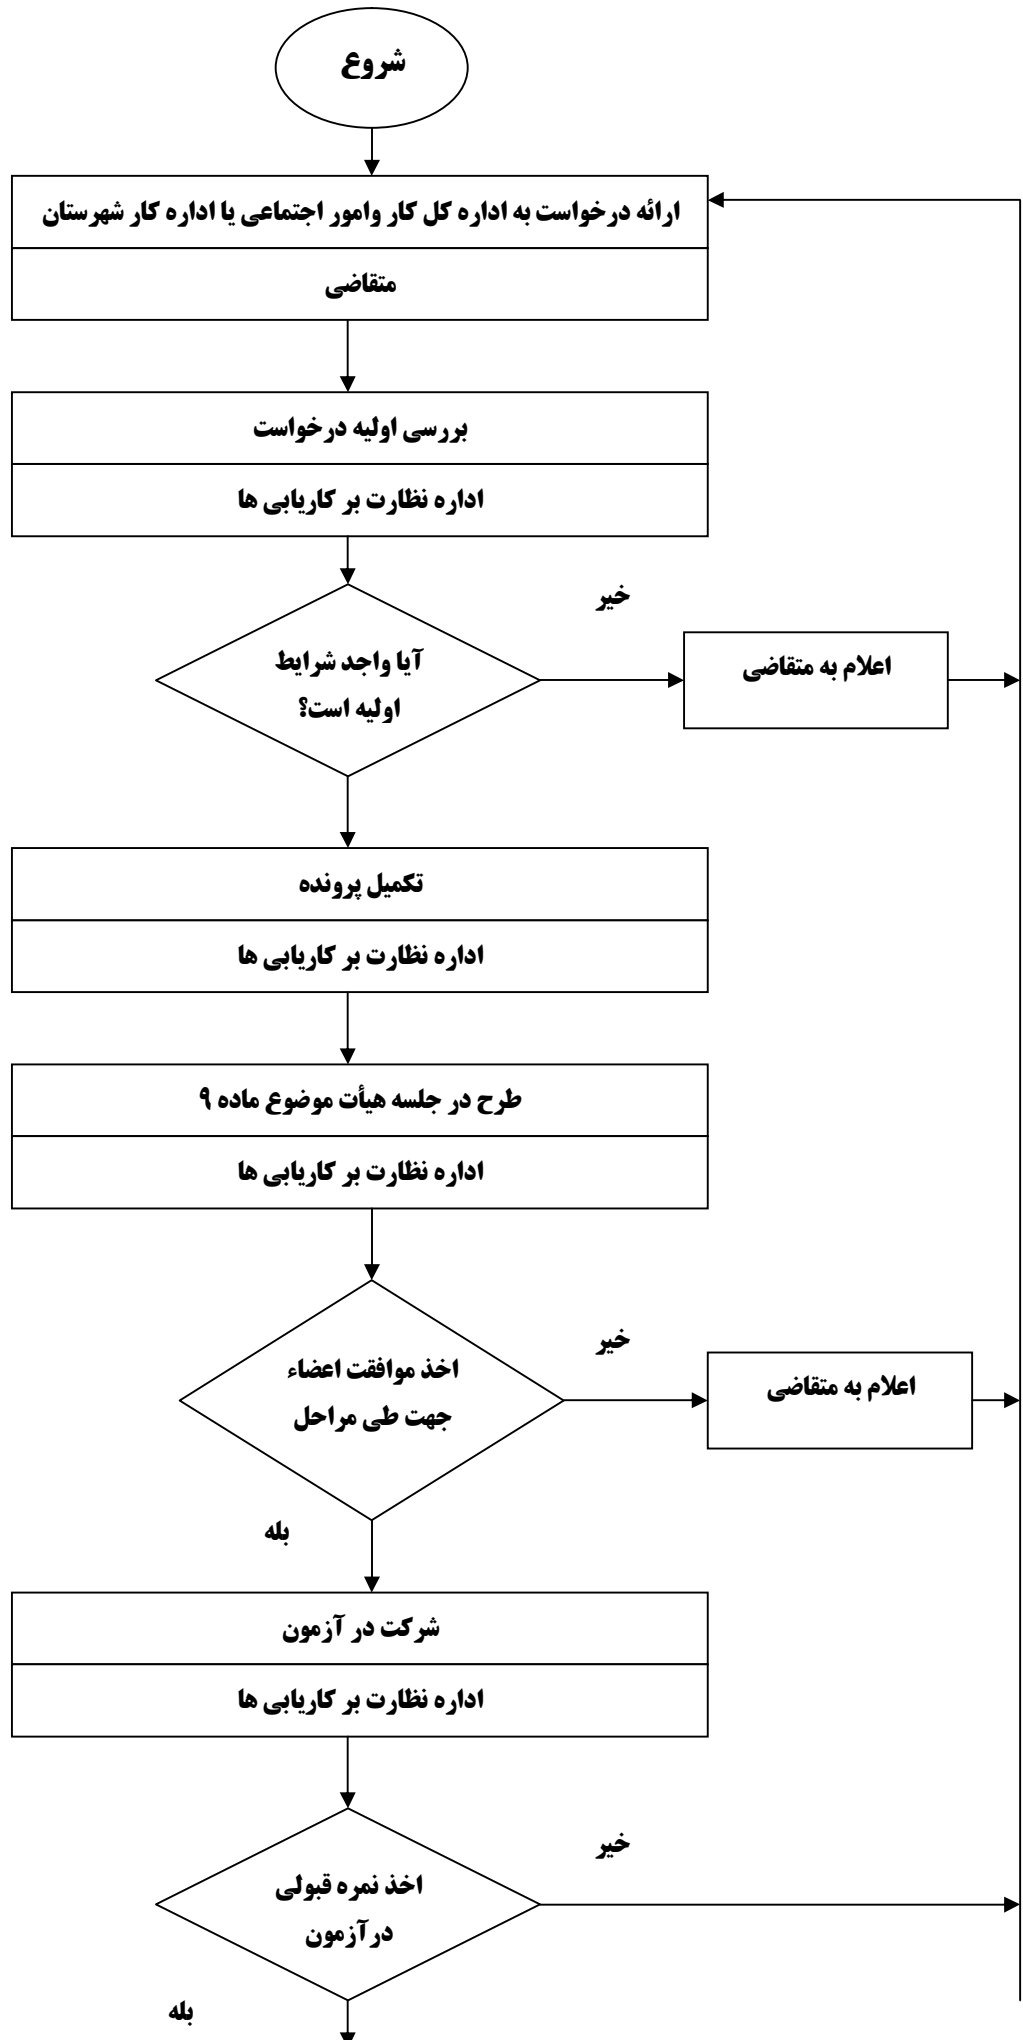 شروع
ارائه درخواست به اداره کل کار وامور اجتماعی یا اداره کار شهرستان
متقاضی
بررسی اولیه درخواست
اداره نظارت بر کاریابی ها
خیر
آیا واجد شرایط
اولیه است؟
اعلام به متقاضی
تکمیل پرونده
اداره نظارت بر کاریابی ها
طرح در جلسه هیأت موضوع ماده ۹
اداره نظارت بر کاریابی ها
خیر
اخذ موافقت اعضاء
جهت طی مراحل
اعلام به متقاضی
بله
شرکت در آزمون
اداره نظارت بر کاریابی ها
خیر
اخذ نمره قبولی
درآزمون
بله